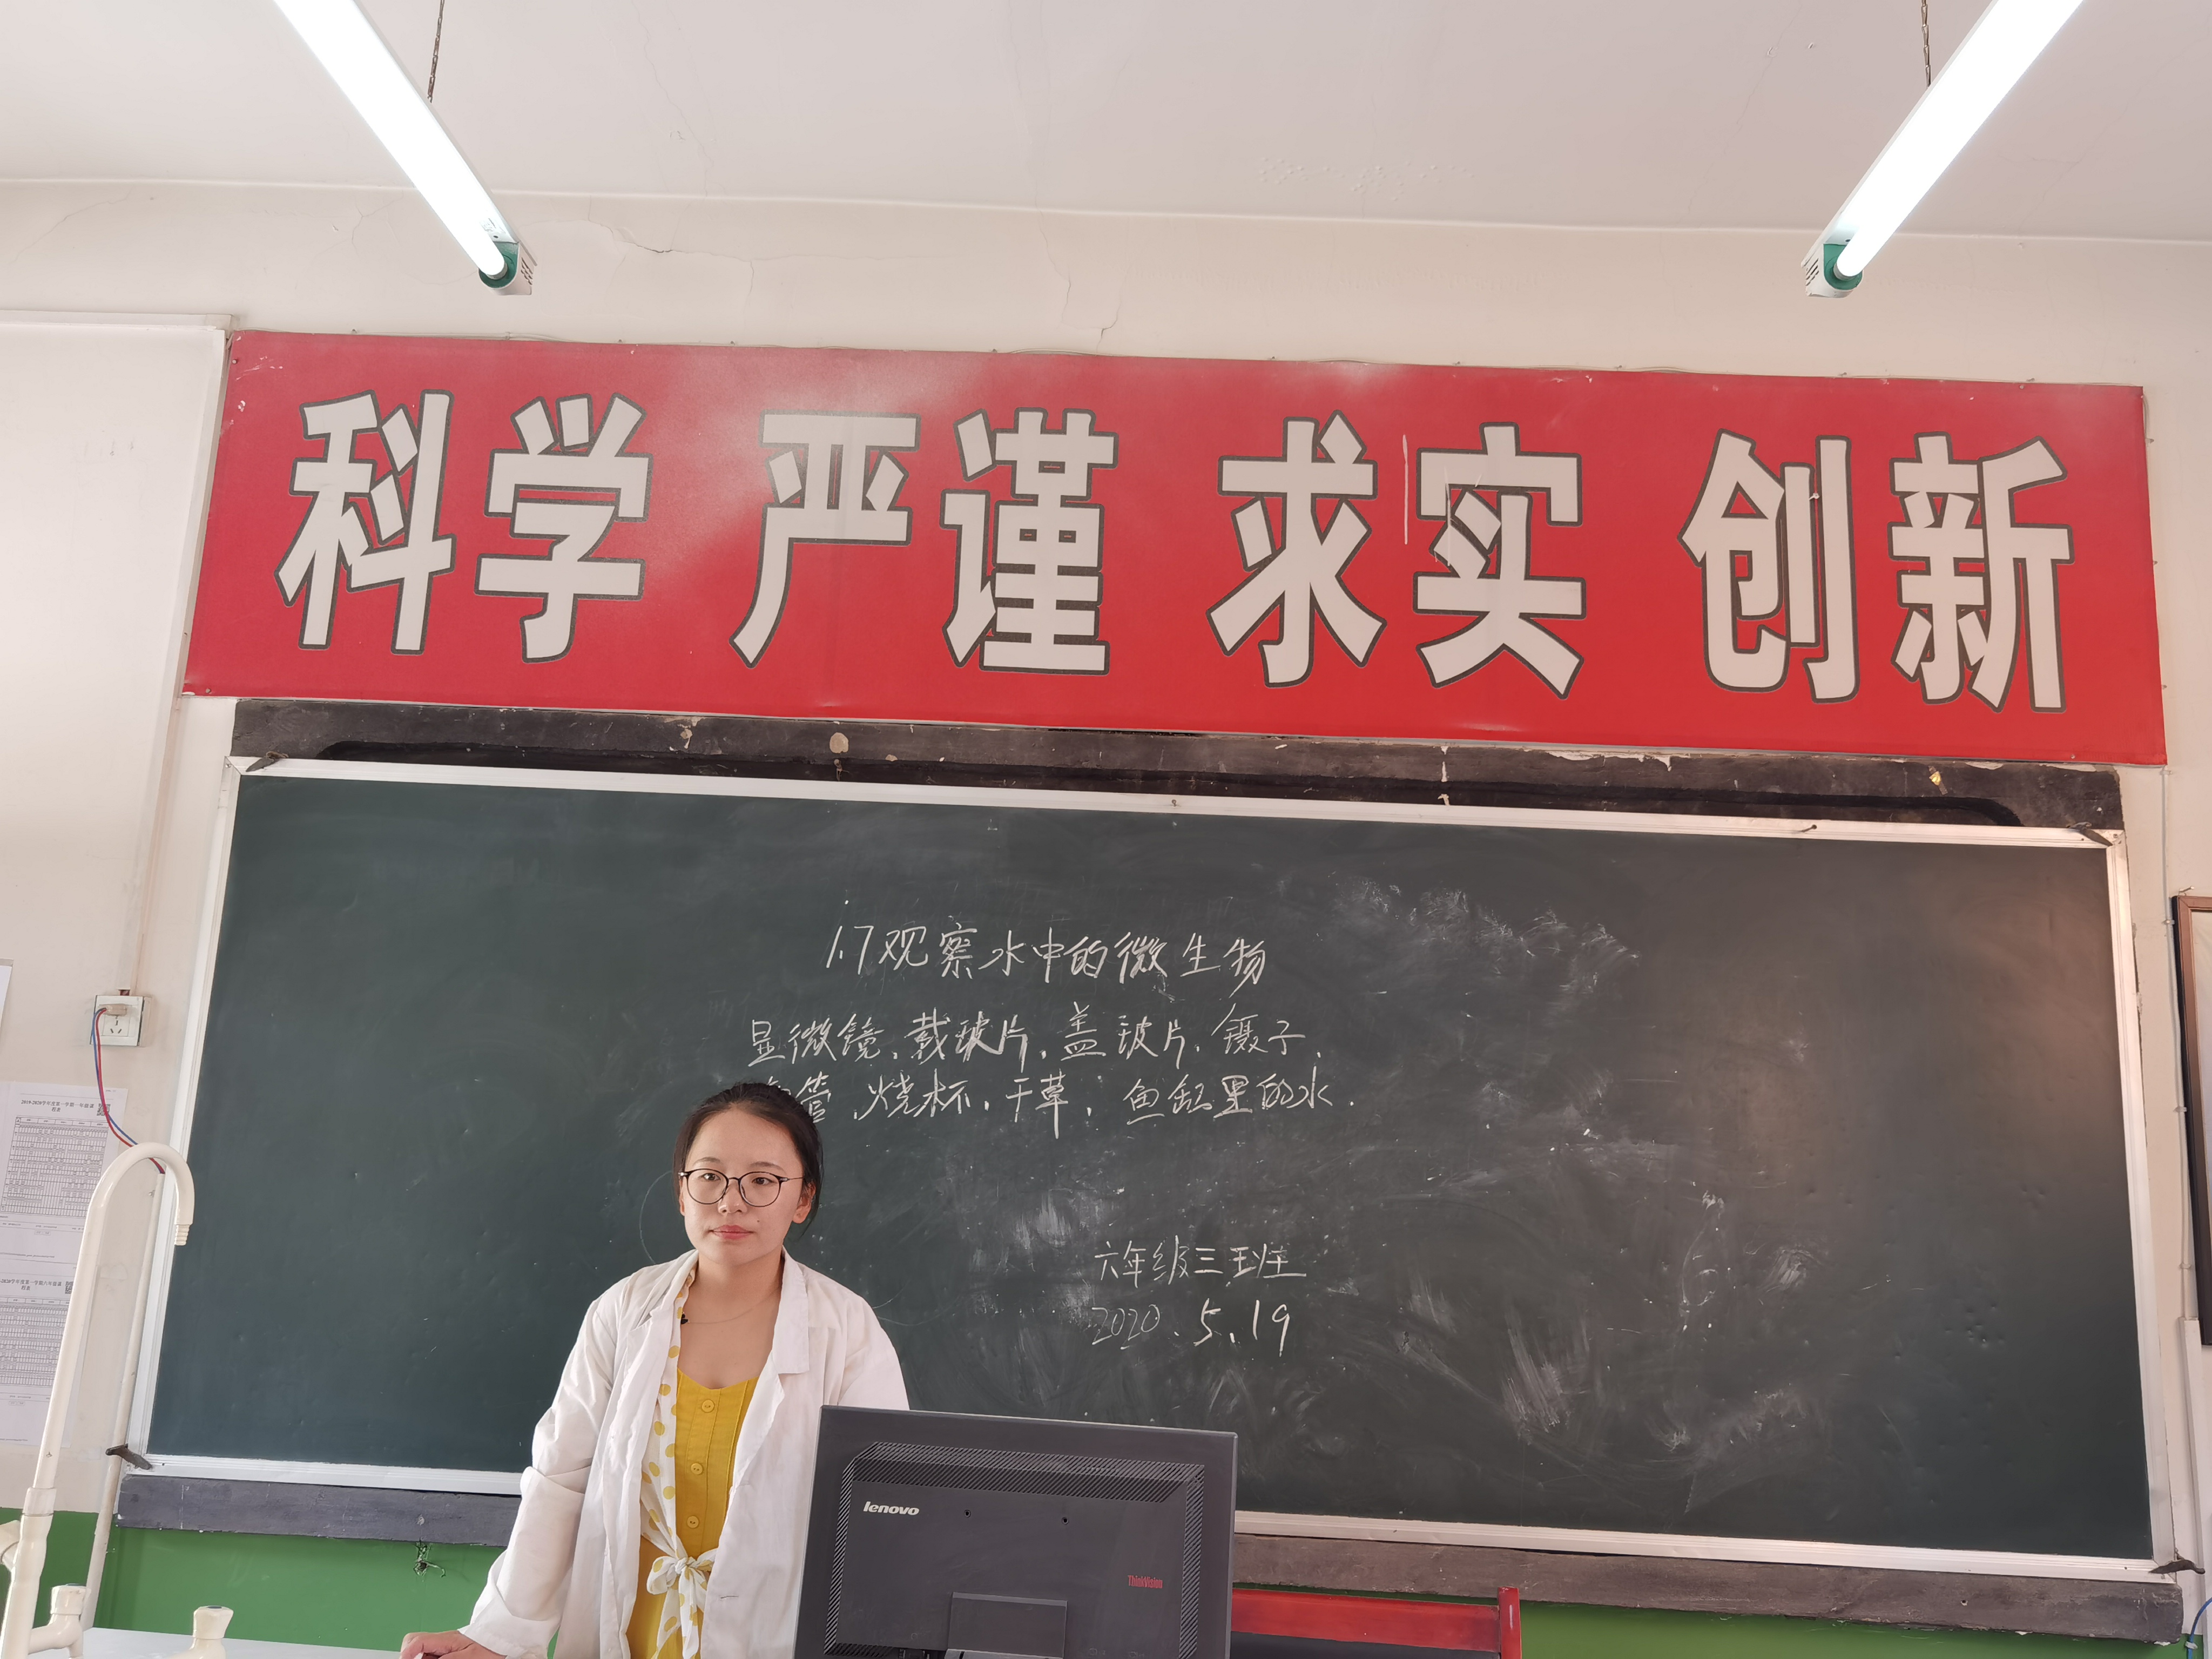 科学 严谨 求实 创新
1.7观察水中的微生物
显微镜、载玻片、盖玻片、镊子、
管、烧杯、干草、鱼缸里的水.
六年级三班
2020.5.19
lenovo
ThinkVision